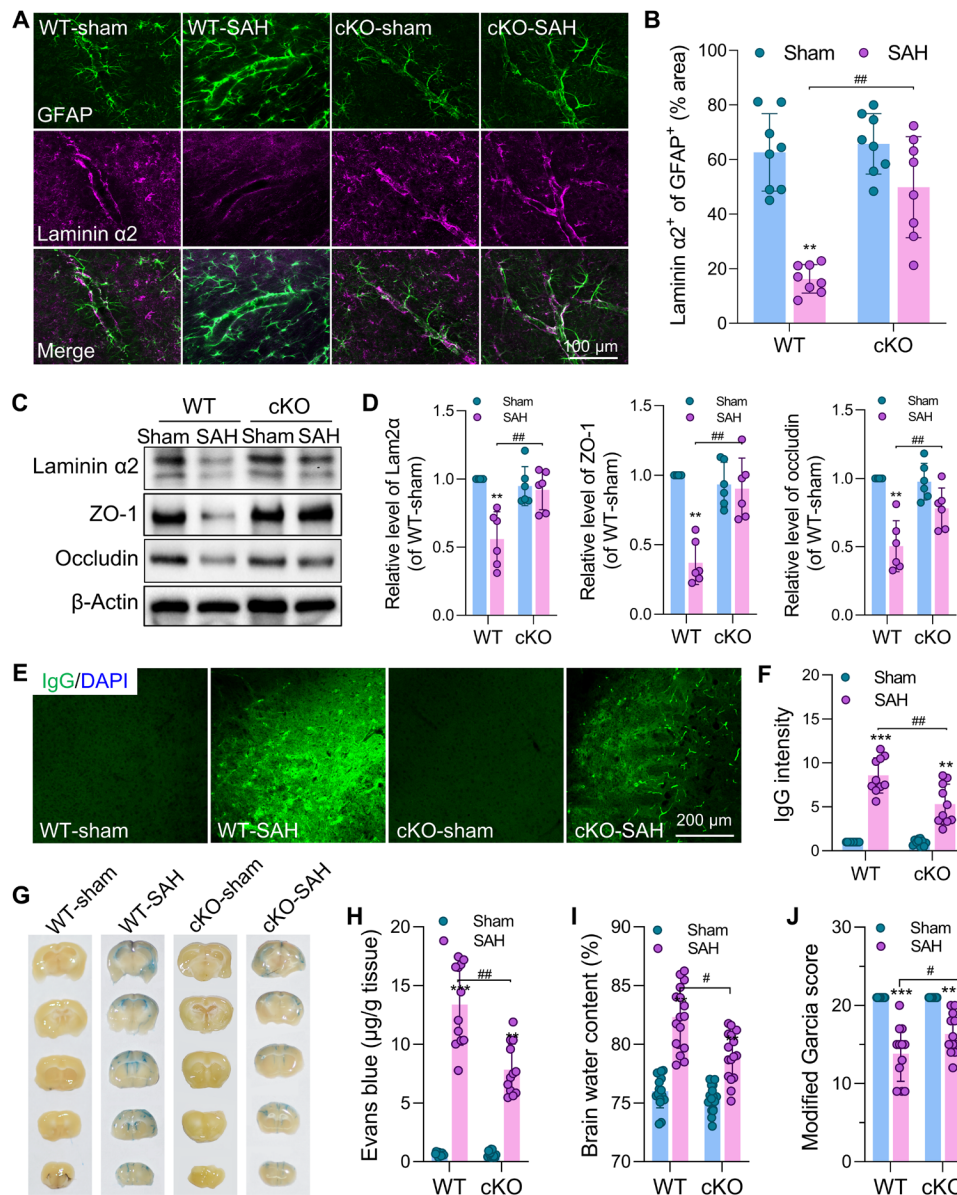 A
WT-sham
WT-SAH
cKO-sham
cKO-SAH
GFAP
Laminin α2
Merge
100 μm
B
Sham
SAH
##
**
Laminin α2⁺ of GFAP⁺ (% area)
100
80
60
40
20
0
WT
cKO
C
WT
cKO
Sham
SAH
Sham
SAH
Laminin α2
ZO-1
Occludin
β-Actin
D
Sham
SAH
##
**
Relative level of Lam2α
(of WT-sham)
1.5
1.0
0.5
0.0
WT
cKO
Sham
SAH
##
**
Relative level of ZO-1
(of WT-sham)
1.5
1.0
0.5
0.0
WT
cKO
Sham
SAH
##
**
Relative level of occludin
(of WT-sham)
1.5
1.0
0.5
0.0
WT
cKO
E
IgG/DAPI
WT-sham
WT-SAH
cKO-sham
cKO-SAH
200 μm
F
Sham
SAH
##
***
**
IgG intensity
20
15
10
5
0
WT
cKO
G
WT-sham
WT-SAH
cKO-sham
cKO-SAH
H
Sham
SAH
##
***
**
Evans blue (μg/g tissue)
20
15
10
5
0
WT
cKO
I
Sham
SAH
#
Brain water content (%)
90
85
80
75
70
WT
cKO
J
Sham
SAH
#
***
**
Modified Garcia score
30
20
10
0
WT
cKO